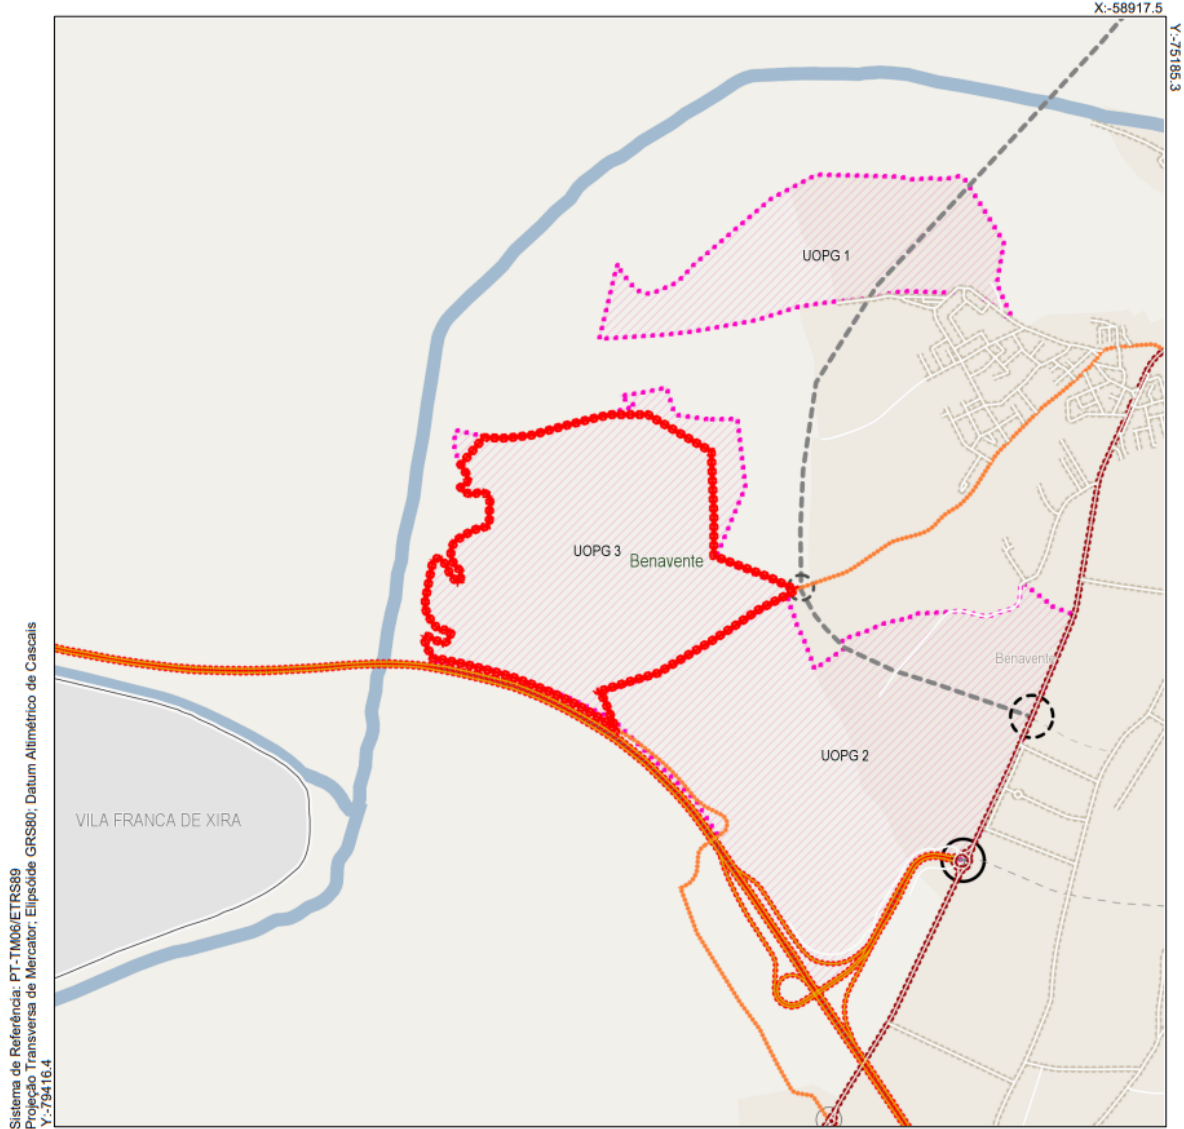 X:-58917.5
Y:-75185.3
UOPG 1
UOPG 3
Benavente
Benavente
UOPG 2
VILA FRANCA DE XIRA
Sistema de Referência: PT-TM06/ETRS89
Projeção Transversa de Mercator; Elipsóide GRS80; Datum Altimétrico de Cascais
Y:-79416.4